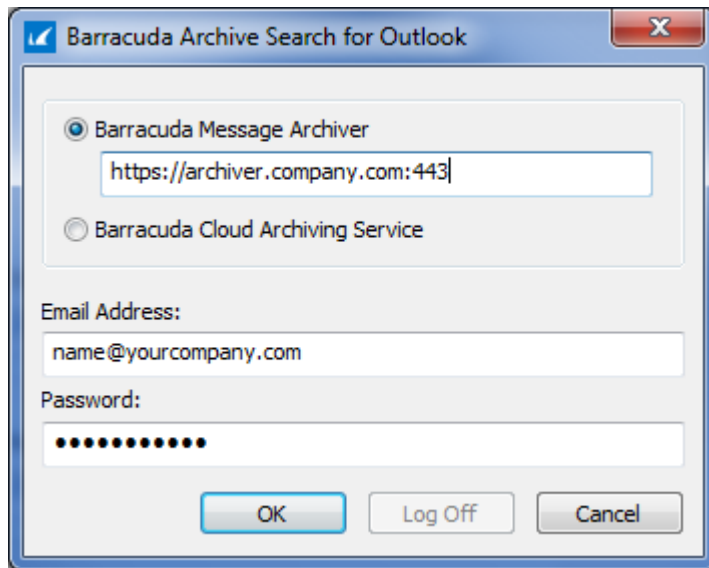 Barracuda Archive Search for Outlook
Barracuda Message Archiver
https://archiver.company.com:443
Barracuda Cloud Archiving Service
Email Address:
name@yourcompany.com
Password:
•••••••••••
OK Log Off Cancel